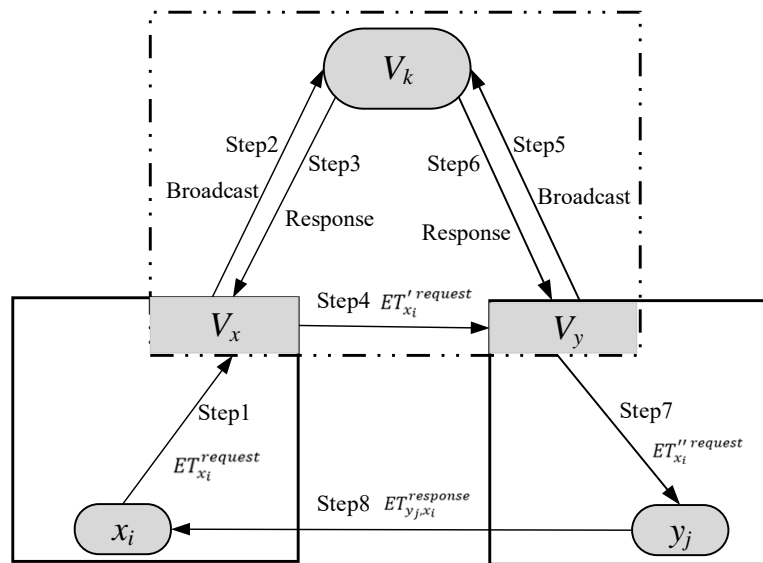 V_k
Step2 Step3 Step6 Step5
Broadcast Broadcast
Response Response
V_x Step4 ET'^{request}_{x_i} V_y
Step1 Step7
ET^{request}_{x_i} ET''^{request}_{x_i}
Step8 ET^{response}_{y_j,x_i}
x_i y_j